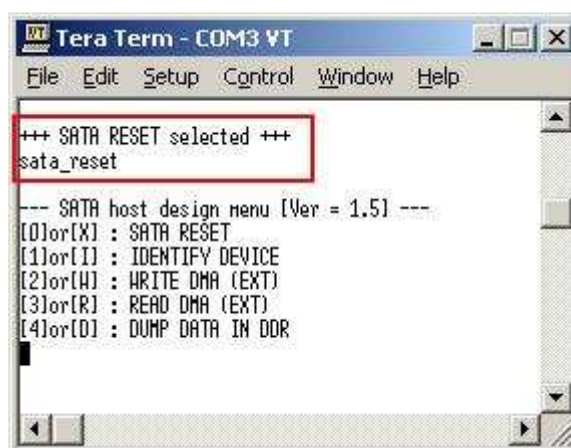 Tera Term - COM3 VT
File Edit Setup Control Window Help
+++ SATA RESET selected +++
sata_reset
--- SATA host design menu [Ver = 1.5] ---
[0]or[X] : SATA RESET
[1]or[I] : IDENTIFY DEVICE
[2]or[W] : WRITE DMA (EXT)
[3]or[R] : READ DMA (EXT)
[4]or[D] : DUMP DATA IN DDR